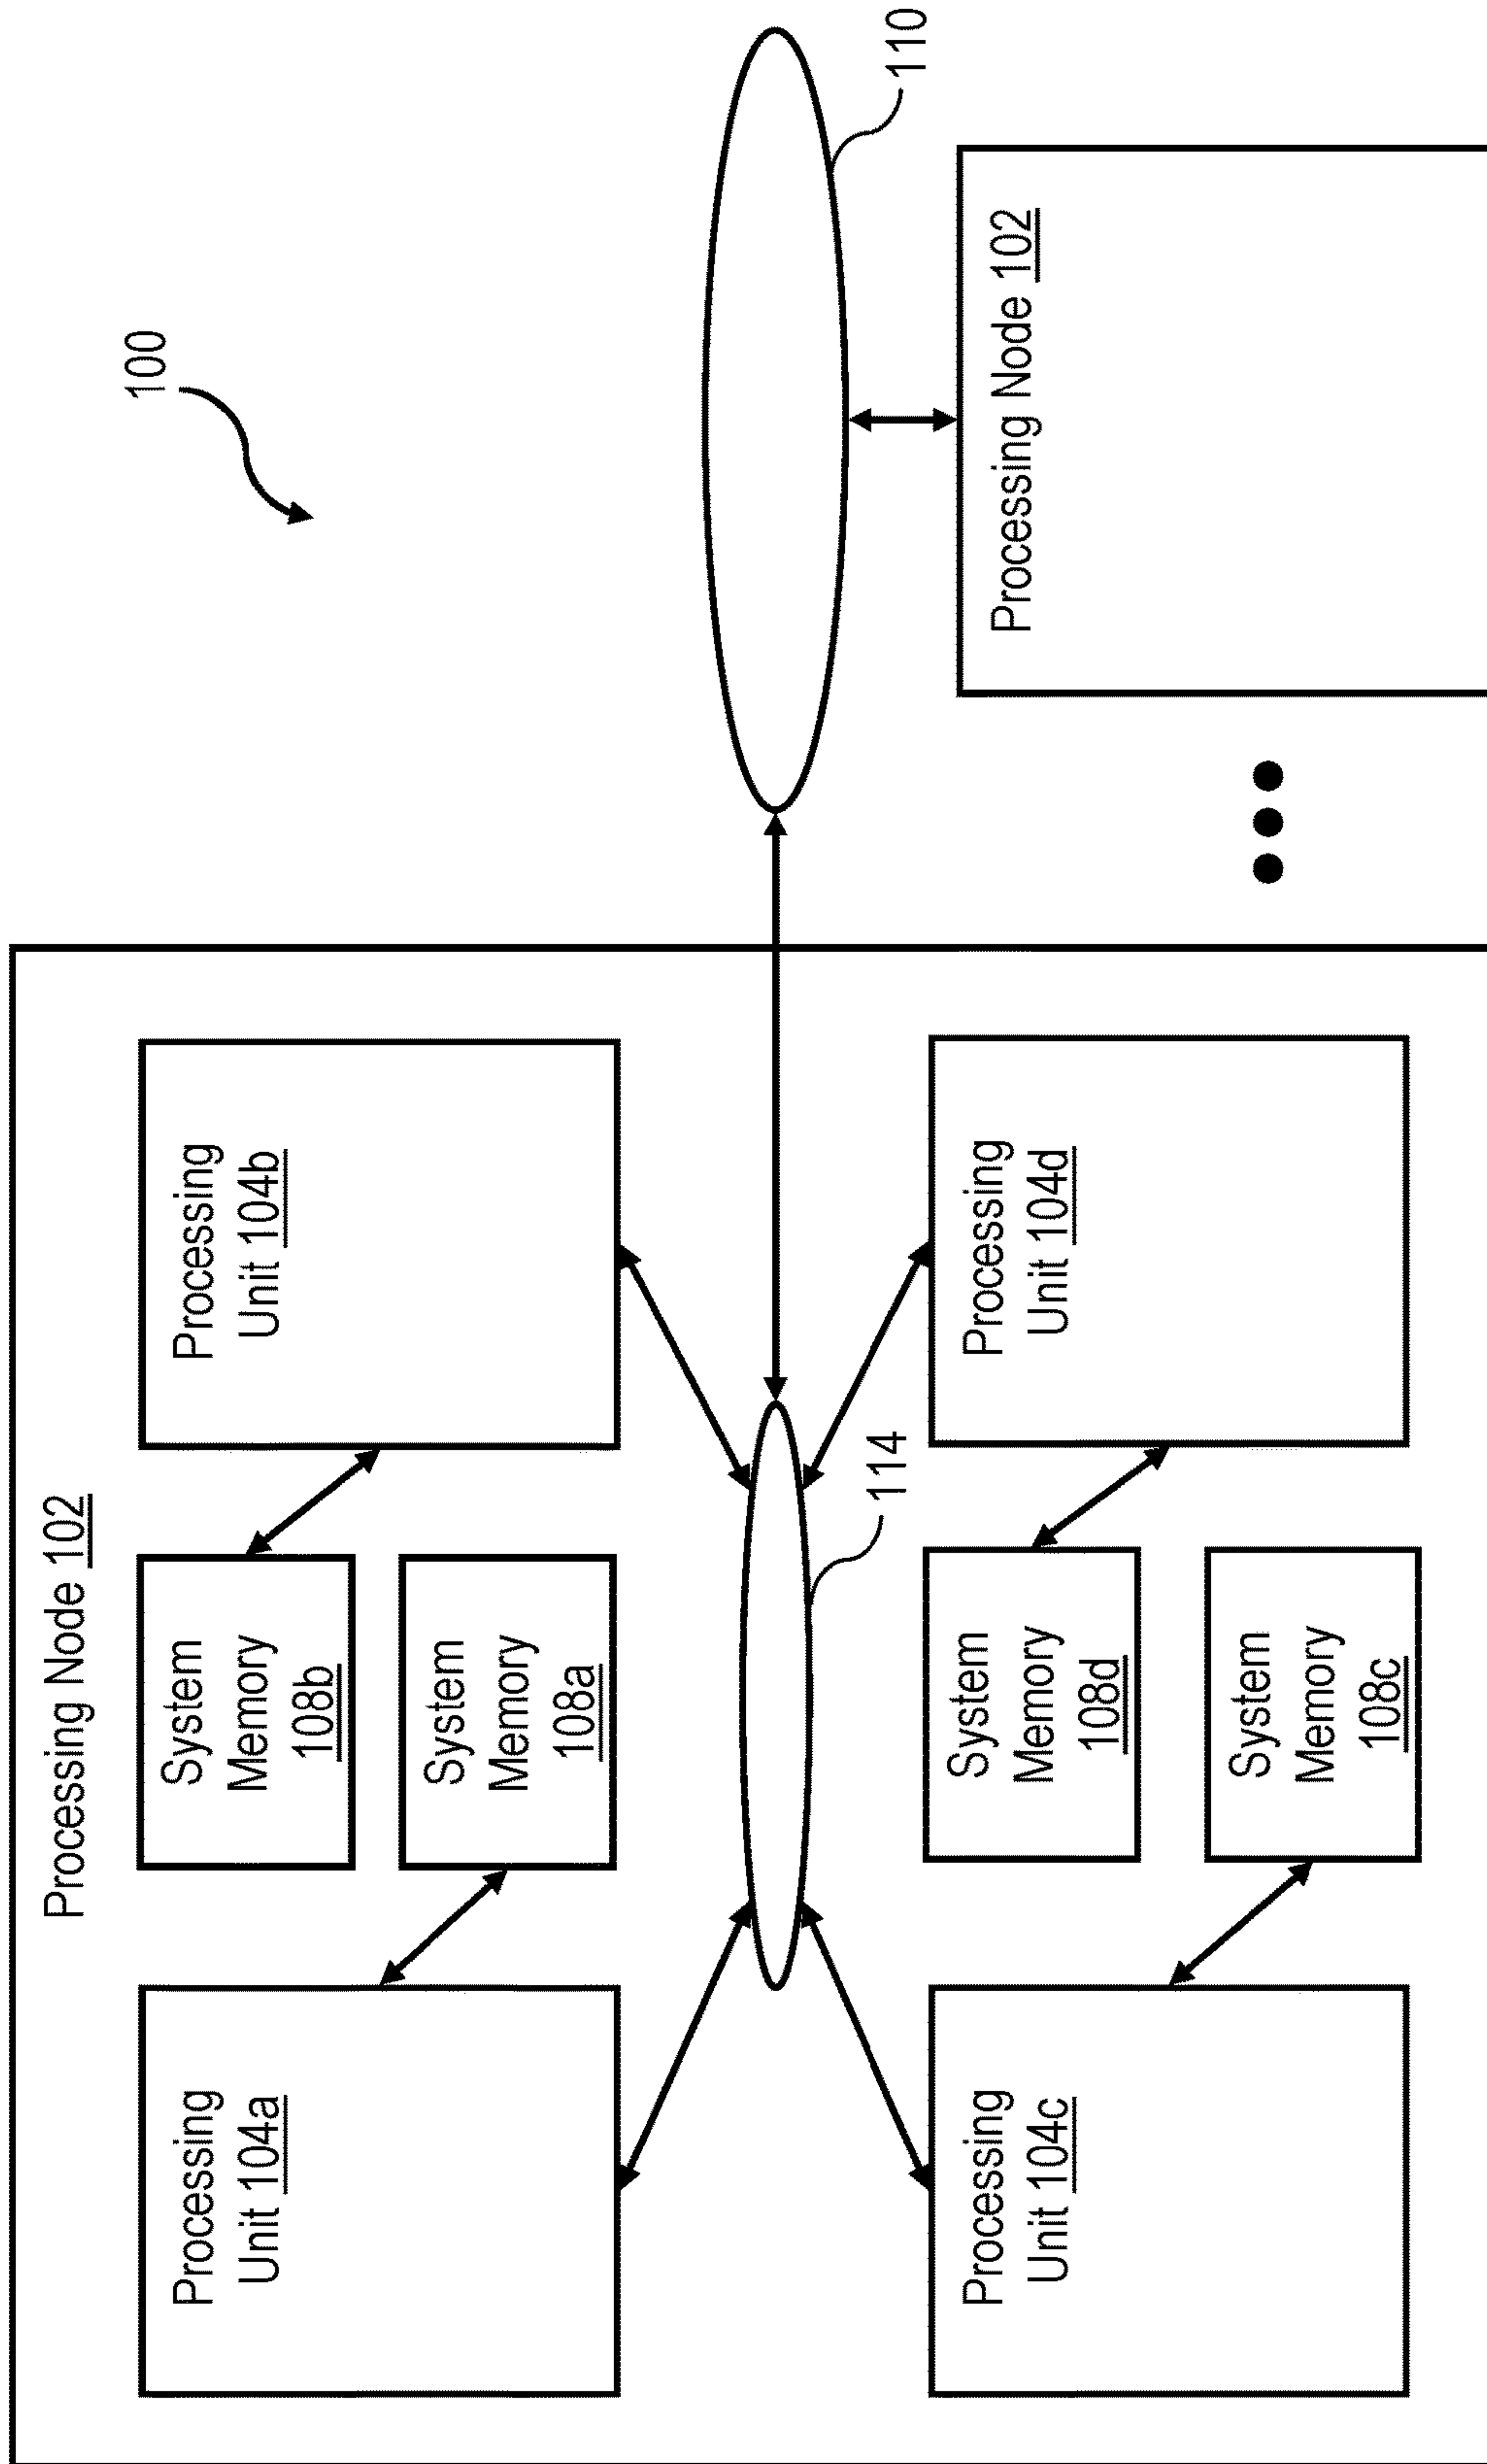 100
110
Processing Node 102
Processing Node 102
Processing
Unit 104a
System
Memory
108b
System
Memory
108a
Processing
Unit 104b
114
Processing
Unit 104c
System
Memory
108d
System
Memory
108c
Processing
Unit 104d